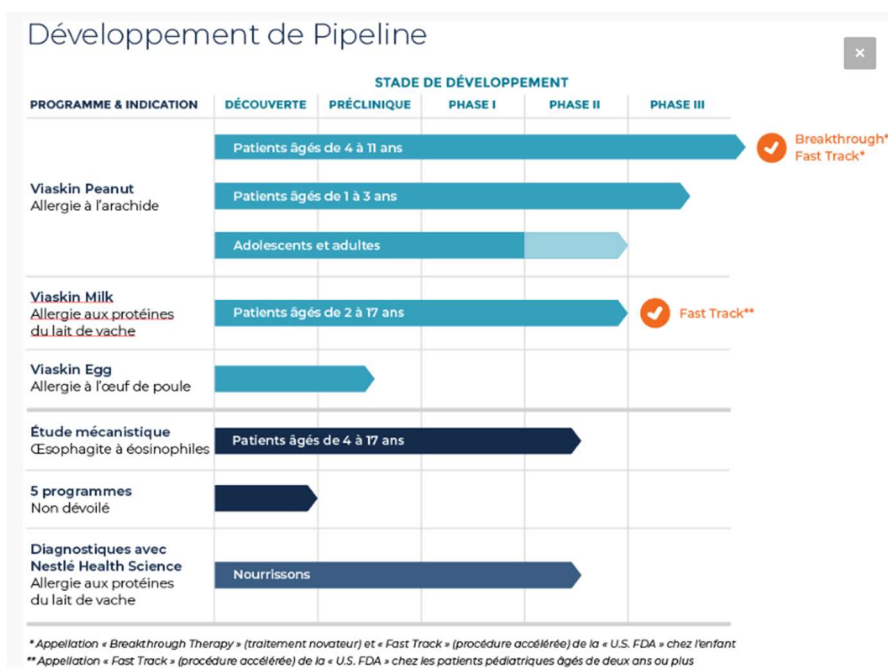 Développement de Pipeline
×
STADE DE DÉVELOPPEMENT
PROGRAMME & INDICATION DÉCOUVERTE PRÉCLINIQUE PHASE I PHASE II PHASE III
Viaskin Peanut
Allergie à l'arachide
Patients âgés de 4 à 11 ans
Breakthrough*
Fast Track*
Patients âgés de 1 à 3 ans
Adolescents et adultes
Viaskin Milk
Allergie aux protéines
du lait de vache
Patients âgés de 2 à 17 ans
Fast Track**
Viaskin Egg
Allergie à l'œuf de poule
Étude mécanistique
Œsophagite à éosinophiles
Patients âgés de 4 à 17 ans
5 programmes
Non dévoilé
Diagnostiques avec
Nestlé Health Science
Allergie aux protéines
du lait de vache
Nourrissons
* Appellation « Breakthrough Therapy » (traitement novateur) et « Fast Track » (procédure accélérée) de la « U.S. FDA » chez l'enfant
** Appellation « Fast Track » (procédure accélérée) de la « U.S. FDA » chez les patients pédiatriques âgés de deux ans ou plus